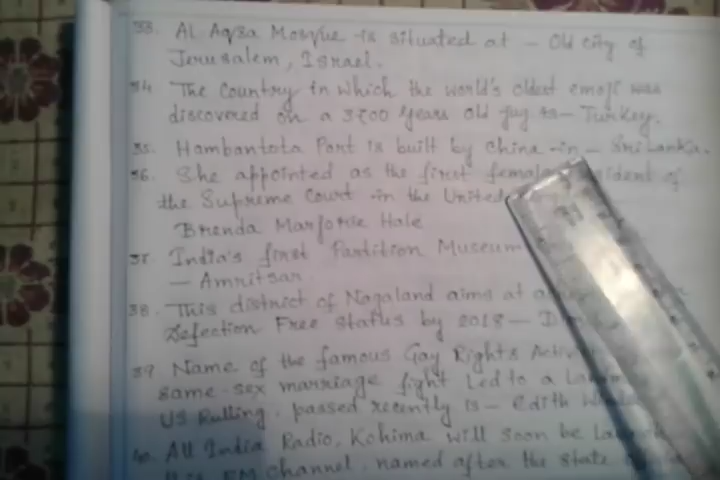 33. Al Aqsa Mosque is situated at - Old city of
Jerusalem, Israel.
34. The Country in which the world's oldest emoji was
discovered on a 3700 years old jug is - Turkey.
35. Hambantota Port is built by China in - Sri Lanka.
36. She appointed as the first female
the Supreme Court in the United
Brenda Marjorie Hale
37. India's first Partition Museum
- Amritsar
38. This district of Nagaland aims at
Defection Free Status by 2018 -
39. Name of the famous Gay Rights
same-sex marriage fight Led to a
US Rulling, passed recently is - Edith
40. All India Radio, Kohima will soon be
FM channel, named after the state